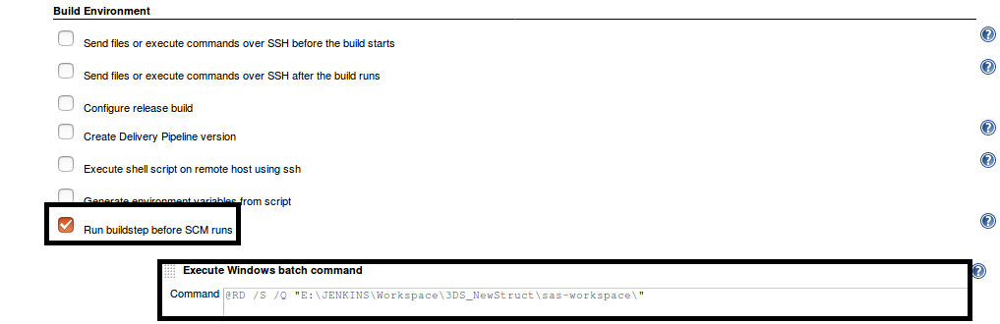 Build Environment
Send files or execute commands over SSH before the build starts
Send files or execute commands over SSH after the build runs
Configure release build
Create Delivery Pipeline version
Execute shell script on remote host using ssh
Generate environment variables from script
Run buildstep before SCM runs
Execute Windows batch command
Command @RD /S /Q "E:\JENKINS\Workspace\3DS_NewStruct\sas-workspace\"